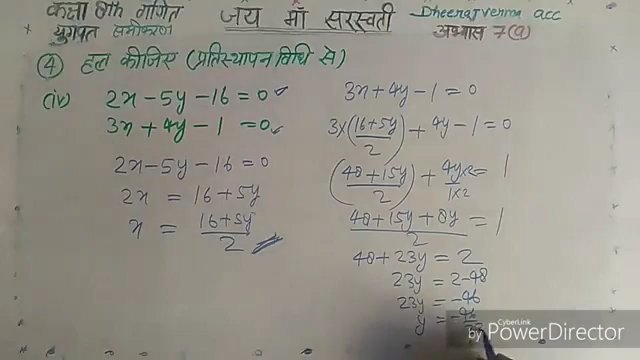 कक्षा 8th गणित जय माँ सरस्वती Dheeraj verma acc
युगपत समीकरण अभ्यास 7(a)
④ हल कीजिए (प्रतिस्थापन विधि से)
(iv) 2x - 5y - 16 = 0
3x + 4y - 1 = 0
2x - 5y - 16 = 0
2x = 16 + 5y
x = (16+5y)/2
3x + 4y - 1 = 0
3×(16+5y)/2 + 4y - 1 = 0
(48+15y)/2 + 4y×2/1×2 = 1
(48+15y+8y)/2 = 1
48 + 23y = 2
23y = 2-48
23y = -46
y =
CyberLink
by PowerDirector